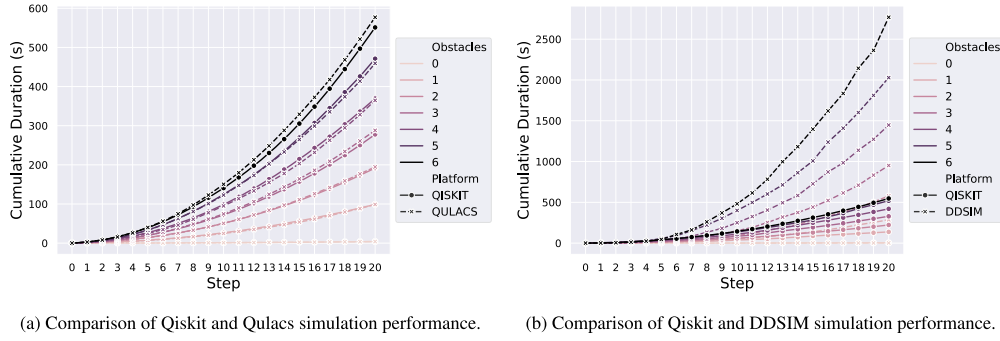 600
500
400
300
200
100
0
Cumulative Duration (s)
0 1 2 3 4 5 6 7 8 9 10 11 12 13 14 15 16 17 18 19 20
Step
Obstacles
0
1
2
3
4
5
6
Platform
QISKIT
QULACS
(a) Comparison of Qiskit and Qulacs simulation performance.
2500
2000
1500
1000
500
0
Cumulative Duration (s)
0 1 2 3 4 5 6 7 8 9 10 11 12 13 14 15 16 17 18 19 20
Step
Obstacles
0
1
2
3
4
5
6
Platform
QISKIT
DDSIM
(b) Comparison of Qiskit and DDSIM simulation performance.